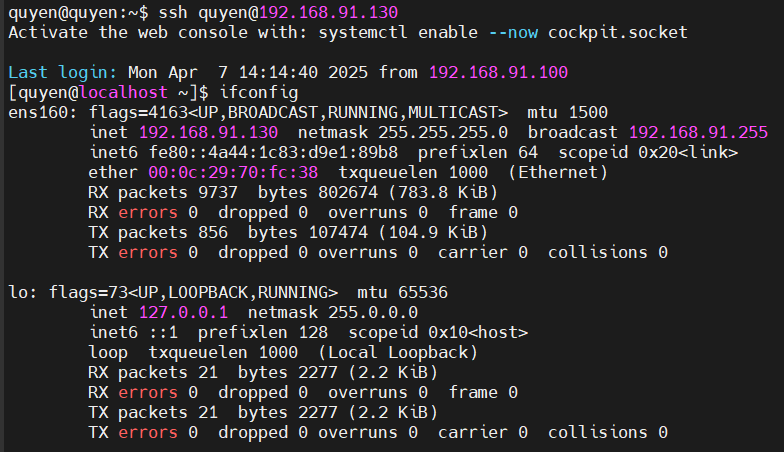 quyen@quyen:~$ ssh quyen@192.168.91.130
Activate the web console with: systemctl enable --now cockpit.socket

Last login: Mon Apr  7 14:14:40 2025 from 192.168.91.100
[quyen@localhost ~]$ ifconfig
ens160: flags=4163<UP,BROADCAST,RUNNING,MULTICAST>  mtu 1500
        inet 192.168.91.130  netmask 255.255.255.0  broadcast 192.168.91.255
        inet6 fe80::4a44:1c83:d9e1:89b8  prefixlen 64  scopeid 0x20<link>
        ether 00:0c:29:70:fc:38  txqueuelen 1000  (Ethernet)
        RX packets 9737  bytes 802674 (783.8 KiB)
        RX errors 0  dropped 0  overruns 0  frame 0
        TX packets 856  bytes 107474 (104.9 KiB)
        TX errors 0  dropped 0 overruns 0  carrier 0  collisions 0

lo: flags=73<UP,LOOPBACK,RUNNING>  mtu 65536
        inet 127.0.0.1  netmask 255.0.0.0
        inet6 ::1  prefixlen 128  scopeid 0x10<host>
        loop  txqueuelen 1000  (Local Loopback)
        RX packets 21  bytes 2277 (2.2 KiB)
        RX errors 0  dropped 0  overruns 0  frame 0
        TX packets 21  bytes 2277 (2.2 KiB)
        TX errors 0  dropped 0 overruns 0  carrier 0  collisions 0